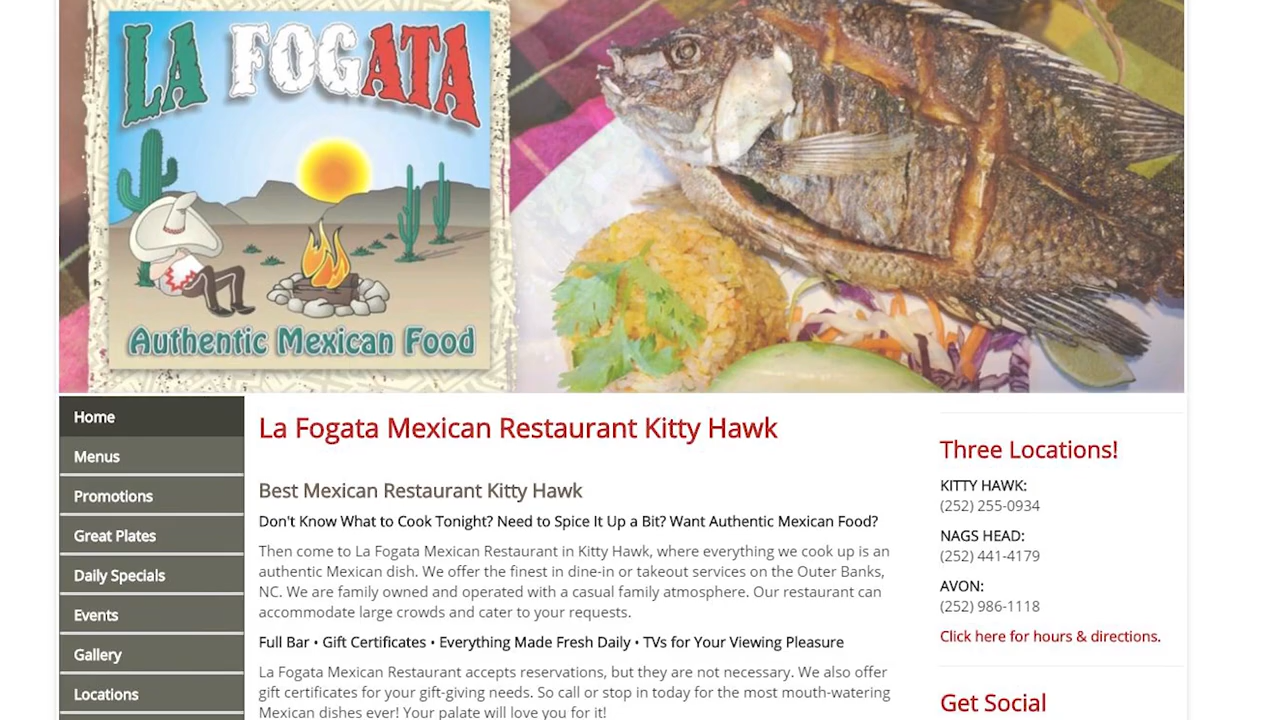 LA FOGATA
Authentic Mexican Food
Home
Menus
Promotions
Great Plates
Daily Specials
Events
Gallery
Locations
La Fogata Mexican Restaurant Kitty Hawk
Best Mexican Restaurant Kitty Hawk
Don't Know What to Cook Tonight? Need to Spice It Up a Bit? Want Authentic Mexican Food?
Then come to La Fogata Mexican Restaurant in Kitty Hawk, where everything we cook up is an
authentic Mexican dish. We offer the finest in dine-in or takeout services on the Outer Banks,
NC. We are family owned and operated with a casual family atmosphere. Our restaurant can
accommodate large crowds and cater to your requests.
Full Bar • Gift Certificates • Everything Made Fresh Daily • TVs for Your Viewing Pleasure
La Fogata Mexican Restaurant accepts reservations, but they are not necessary. We also offer
gift certificates for your gift-giving needs. So call or stop in today for the most mouth-watering
Mexican dishes ever! Your palate will love you for it!
Three Locations!
KITTY HAWK:
(252) 255-0934
NAGS HEAD:
(252) 441-4179
AVON:
(252) 986-1118
Click here for hours & directions.
Get Social